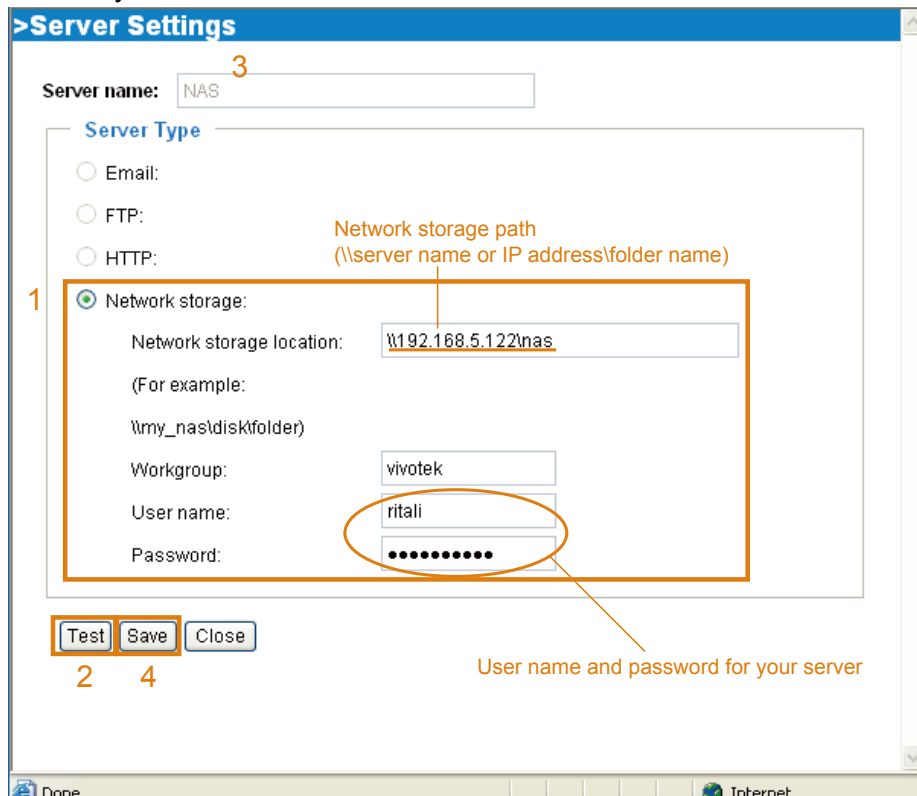 >Server Settings
3
Server name: NAS
Server Type
Email:
FTP:
Network storage path
(\\server name or IP address\folder name)
HTTP:
1
Network storage:
Network storage location: \\192.168.5.122\nas
(For example:
\\my_nas\disk\folder)
Workgroup: vivotek
User name: ritali
Password: ●●●●●●●●●●
Test Save Close
2 4
User name and password for your server
Done Internet